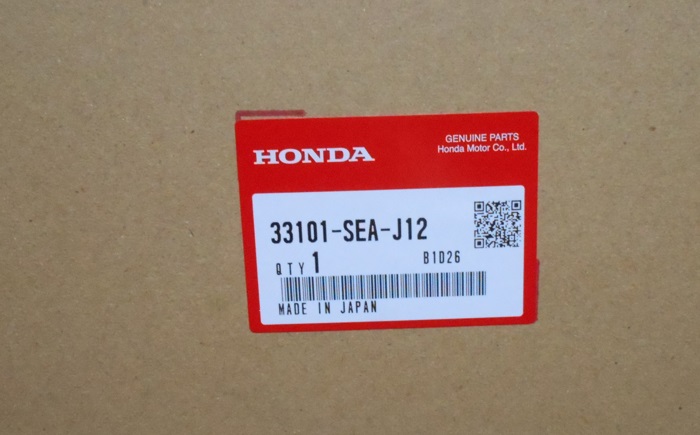 HONDA
GENUINE PARTS
Honda Motor Co., Ltd.
33101-SEA-J12
QTY 1
B1D26
MADE IN JAPAN